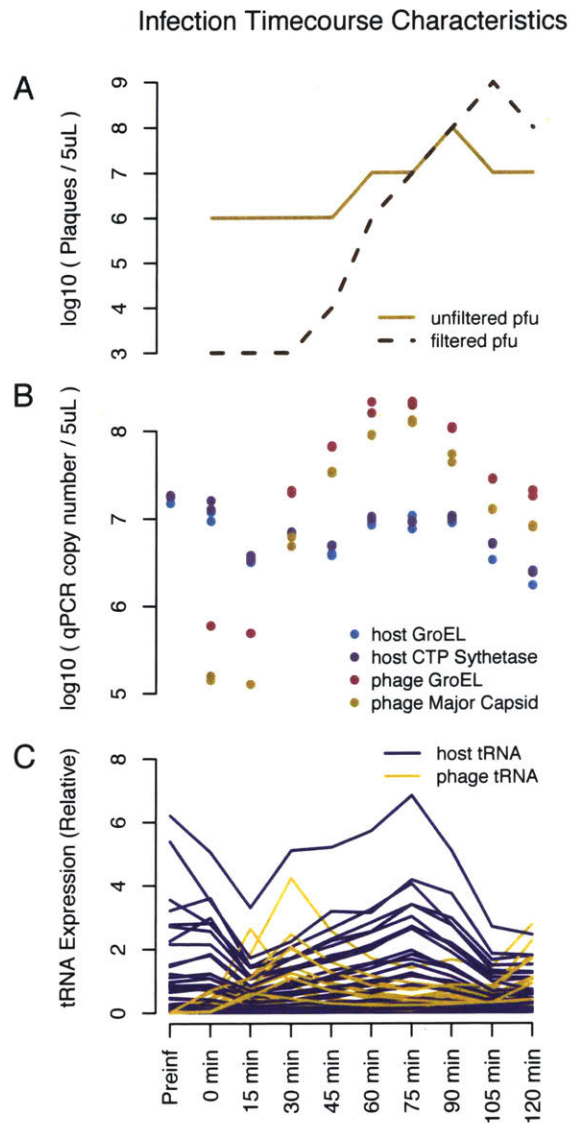 Infection Timecourse Characteristics
A
log10 ( Plaques / 5uL )
9
8
7
6
5
4
3
unfiltered pfu
filtered pfu
B
log10 ( qPCR copy number / 5uL )
8
7
6
5
host GroEL
host CTP Sythetase
phage GroEL
phage Major Capsid
C
tRNA Expression (Relative)
8
6
4
2
0
host tRNA
phage tRNA
Preinf
0 min
15 min
30 min
45 min
60 min
75 min
90 min
105 min
120 min